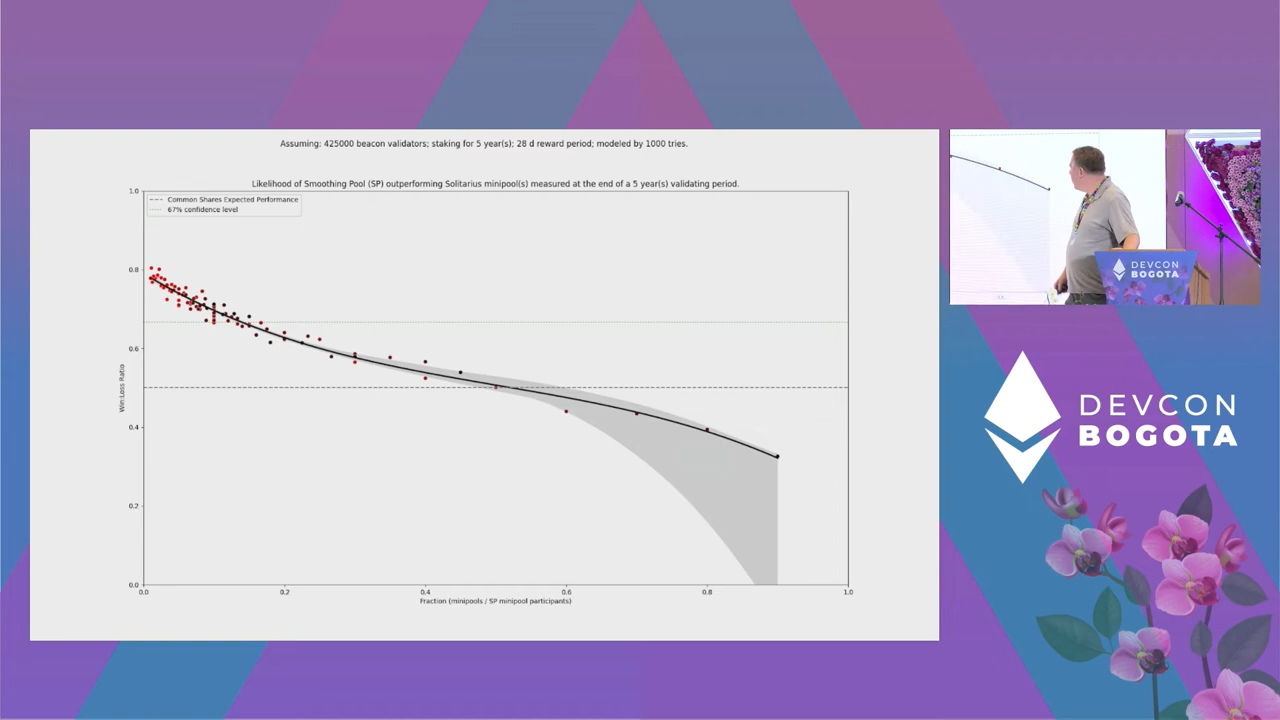 Assuming: 425000 beacon validators; staking for 5 year(s); 28 d reward period; modeled by 1000 tries.
Likelihood of Smoothing Pool (SP) outperforming Solitarius minipool(s) measured at the end of a 5 year(s) validating period.
Common Shares Expected Performance
67% confidence level
1.0
0.8
0.6
0.4
0.2
0.0
Win:Loss Ratio
0.0 0.2 0.4 0.6 0.8 1.0
Fraction (minipools / SP minipool participants)
DEVCON
BOGOTA
DEVCON
BOGOTA